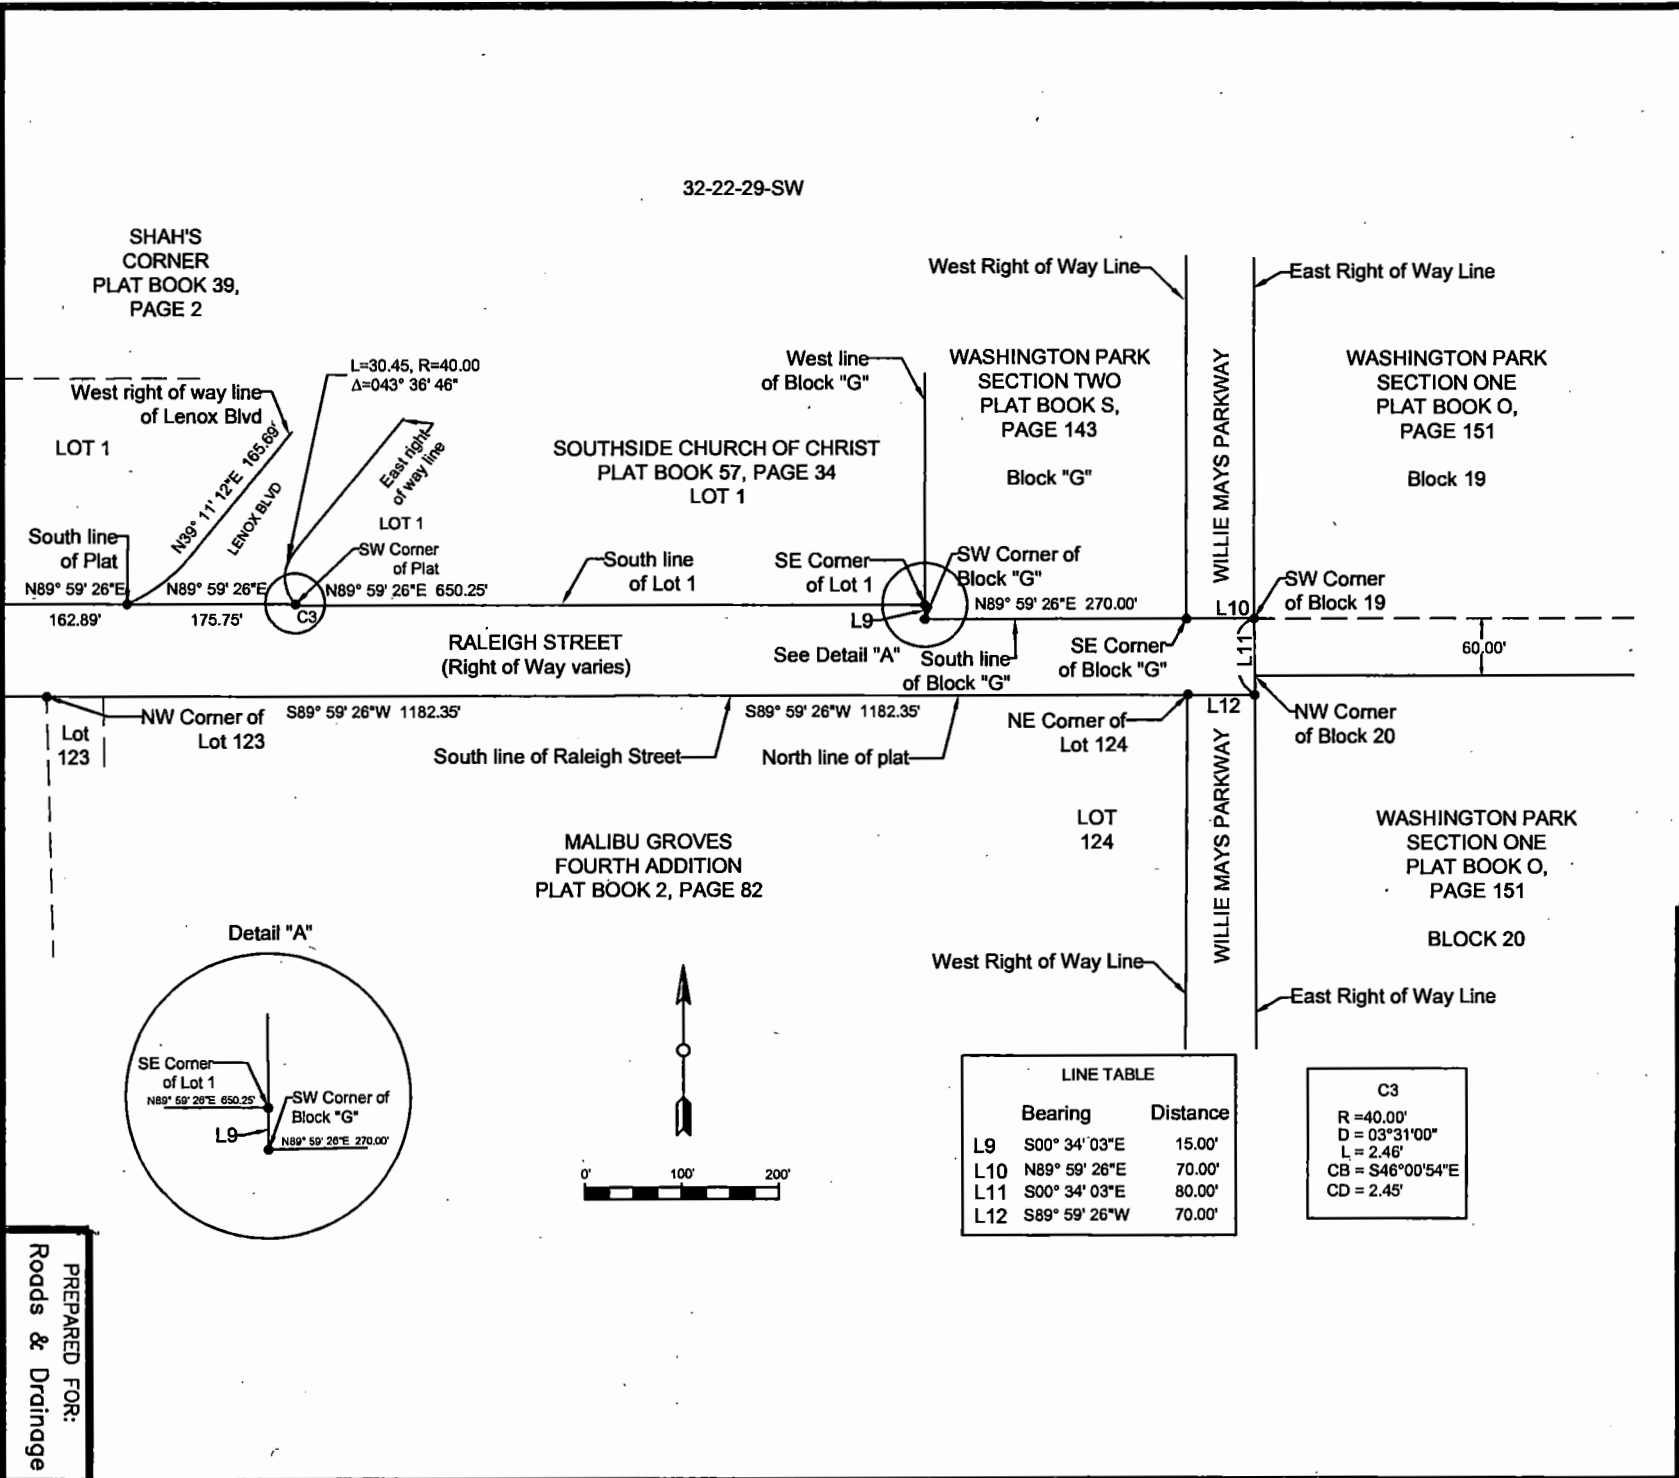 32-22-29-SW
SHAH'S
CORNER
PLAT BOOK 39,
PAGE 2
West right of way line
of Lenox Blvd
LOT 1
L=30.45, R=40.00
Δ=043° 36' 46"
N39° 11' 12"E 165.69'
LENOX BLVD
East right
of way line
LOT 1
SW Corner
of Plat
South line
of Plat
N89° 59' 26"E
162.89'
N89° 59' 26"E
175.75'
C3
N89° 59' 26"E 650.25'
SOUTHSIDE CHURCH OF CHRIST
PLAT BOOK 57, PAGE 34
LOT 1
South line
of Lot 1
West line
of Block "G"
SE Corner
of Lot 1
SW Corner of
Block "G"
L9
See Detail "A"
WASHINGTON PARK
SECTION TWO
PLAT BOOK S,
PAGE 143
Block "G"
N89° 59' 26"E 270.00'
South line
of Block "G"
SE Corner
of Block "G"
West Right of Way Line
East Right of Way Line
WILLIE MAYS PARKWAY
WASHINGTON PARK
SECTION ONE
PLAT BOOK O,
PAGE 151
Block 19
L10
SW Corner
of Block 19
L11
60.00'
RALEIGH STREET
(Right of Way varies)
NW Corner of
Lot 123
Lot
123
S89° 59' 26"W 1182.35'
South line of Raleigh Street
S89° 59' 26"W 1182.35'
North line of plat
NE Corner of
Lot 124
L12
NW Corner
of Block 20
MALIBU GROVES
FOURTH ADDITION
PLAT BOOK 2, PAGE 82
LOT
124
WILLIE MAYS PARKWAY
WASHINGTON PARK
SECTION ONE
PLAT BOOK O,
PAGE 151
BLOCK 20
West Right of Way Line
East Right of Way Line
Detail "A"
SE Corner
of Lot 1
N89° 59' 26"E 650.25'
SW Corner of
Block "G"
L9
N89° 59' 26"E 270.00'
0' 100' 200'
LINE TABLE
Bearing Distance
L9 S00° 34' 03"E 15.00'
L10 N89° 59' 26"E 70.00'
L11 S00° 34' 03"E 80.00'
L12 S89° 59' 26"W 70.00'
C3
R =40.00'
D = 03°31'00"
L = 2.46'
CB = S46°00'54"E
CD = 2.45'
PREPARED FOR:
Roads & Drainage